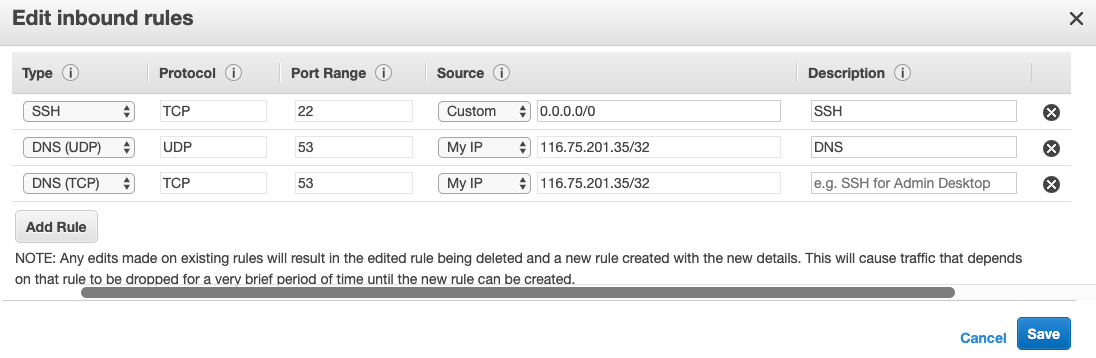 Edit inbound rules
Type Protocol Port Range Source Description
SSH TCP 22 Custom 0.0.0.0/0 SSH
DNS (UDP) UDP 53 My IP 116.75.201.35/32 DNS
DNS (TCP) TCP 53 My IP 116.75.201.35/32 e.g. SSH for Admin Desktop
Add Rule
NOTE: Any edits made on existing rules will result in the edited rule being deleted and a new rule created with the new details. This will cause traffic that depends
on that rule to be dropped for a very brief period of time until the new rule can be created.
Cancel Save